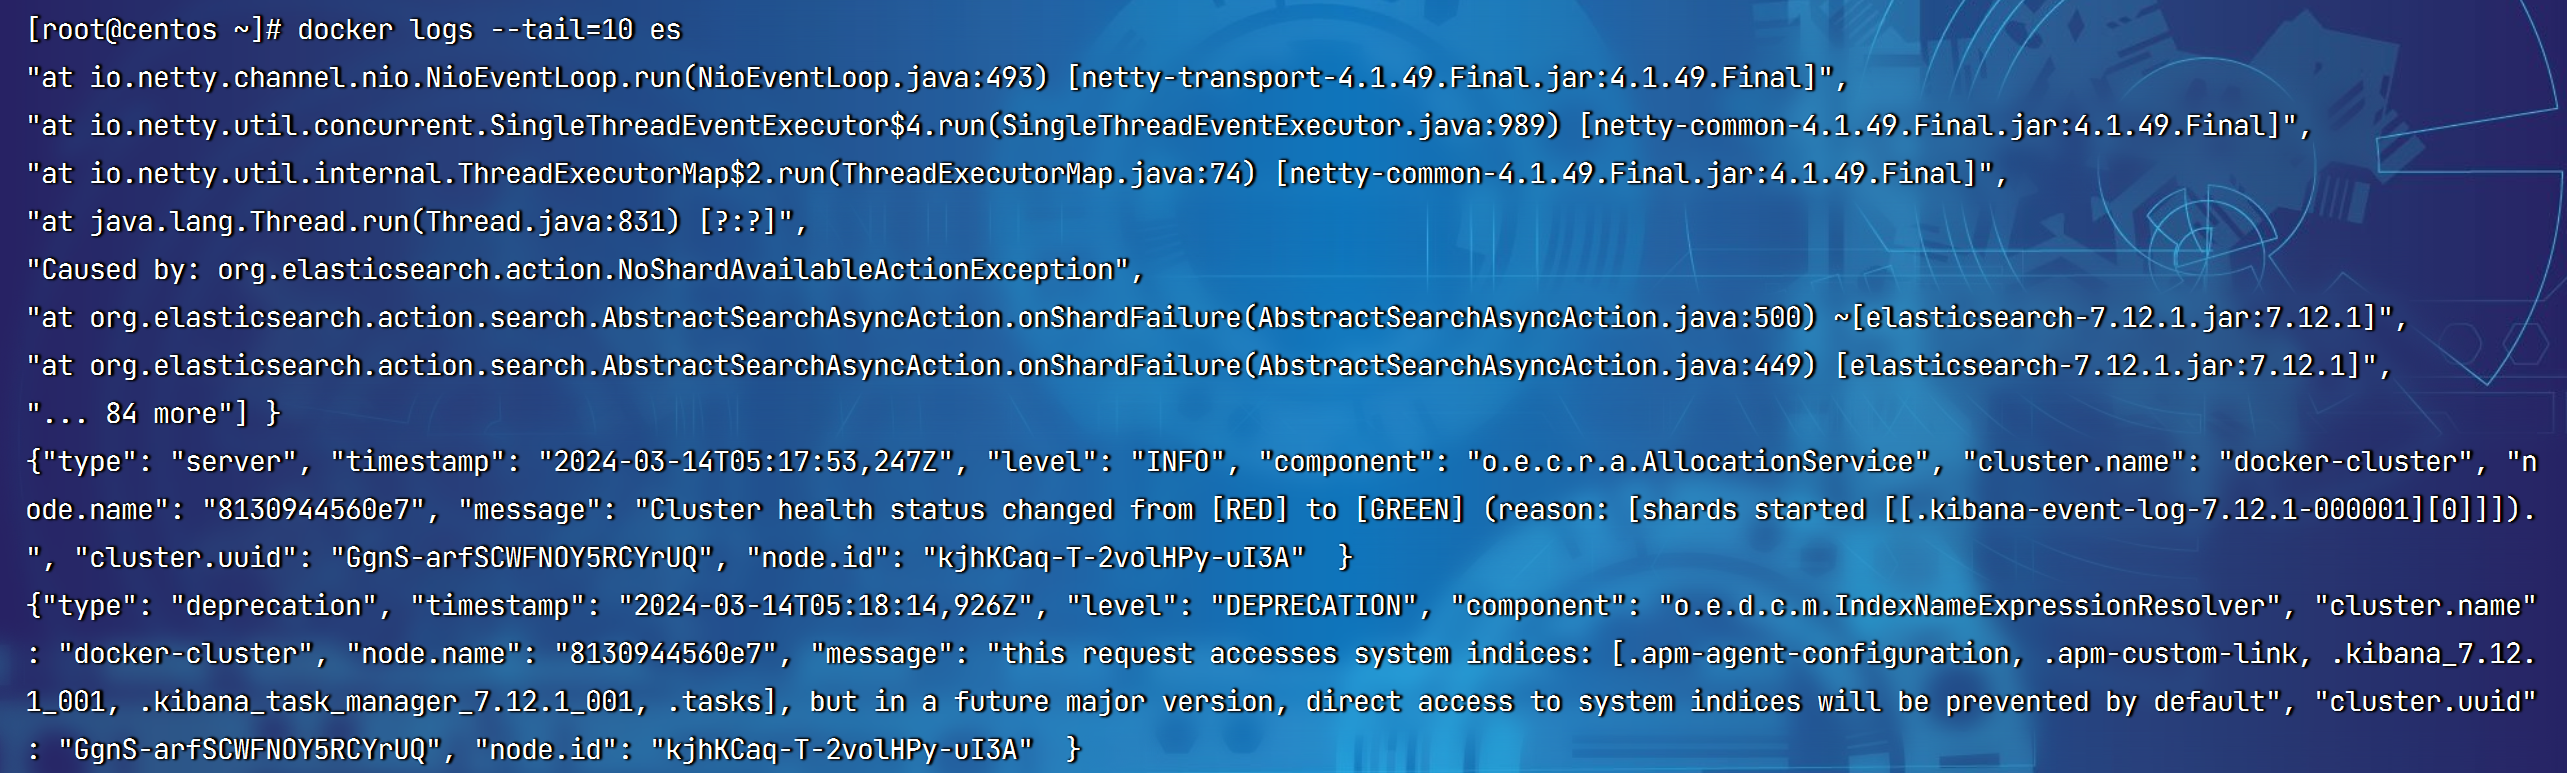 [root@centos ~]# docker logs --tail=10 es
"at io.netty.channel.nio.NioEventLoop.run(NioEventLoop.java:493) [netty-transport-4.1.49.Final.jar:4.1.49.Final]",
"at io.netty.util.concurrent.SingleThreadEventExecutor$4.run(SingleThreadEventExecutor.java:989) [netty-common-4.1.49.Final.jar:4.1.49.Final]",
"at io.netty.util.internal.ThreadExecutorMap$2.run(ThreadExecutorMap.java:74) [netty-common-4.1.49.Final.jar:4.1.49.Final]",
"at java.lang.Thread.run(Thread.java:831) [?:?]",
"Caused by: org.elasticsearch.action.NoShardAvailableActionException",
"at org.elasticsearch.action.search.AbstractSearchAsyncAction.onShardFailure(AbstractSearchAsyncAction.java:500) ~[elasticsearch-7.12.1.jar:7.12.1]",
"at org.elasticsearch.action.search.AbstractSearchAsyncAction.onShardFailure(AbstractSearchAsyncAction.java:449) [elasticsearch-7.12.1.jar:7.12.1]",
"... 84 more"] }
{"type": "server", "timestamp": "2024-03-14T05:17:53,247Z", "level": "INFO", "component": "o.e.c.r.a.AllocationService", "cluster.name": "docker-cluster", "n
ode.name": "8130944560e7", "message": "Cluster health status changed from [RED] to [GREEN] (reason: [shards started [[.kibana-event-log-7.12.1-000001][0]]]).
", "cluster.uuid": "GgnS-arfSCWFNOY5RCYrUQ", "node.id": "kjhKCaq-T-2volHPy-uI3A"  }
{"type": "deprecation", "timestamp": "2024-03-14T05:18:14,926Z", "level": "DEPRECATION", "component": "o.e.d.c.m.IndexNameExpressionResolver", "cluster.name"
: "docker-cluster", "node.name": "8130944560e7", "message": "this request accesses system indices: [.apm-agent-configuration, .apm-custom-link, .kibana_7.12.
1_001, .kibana_task_manager_7.12.1_001, .tasks], but in a future major version, direct access to system indices will be prevented by default", "cluster.uuid"
: "GgnS-arfSCWFNOY5RCYrUQ", "node.id": "kjhKCaq-T-2volHPy-uI3A"  }